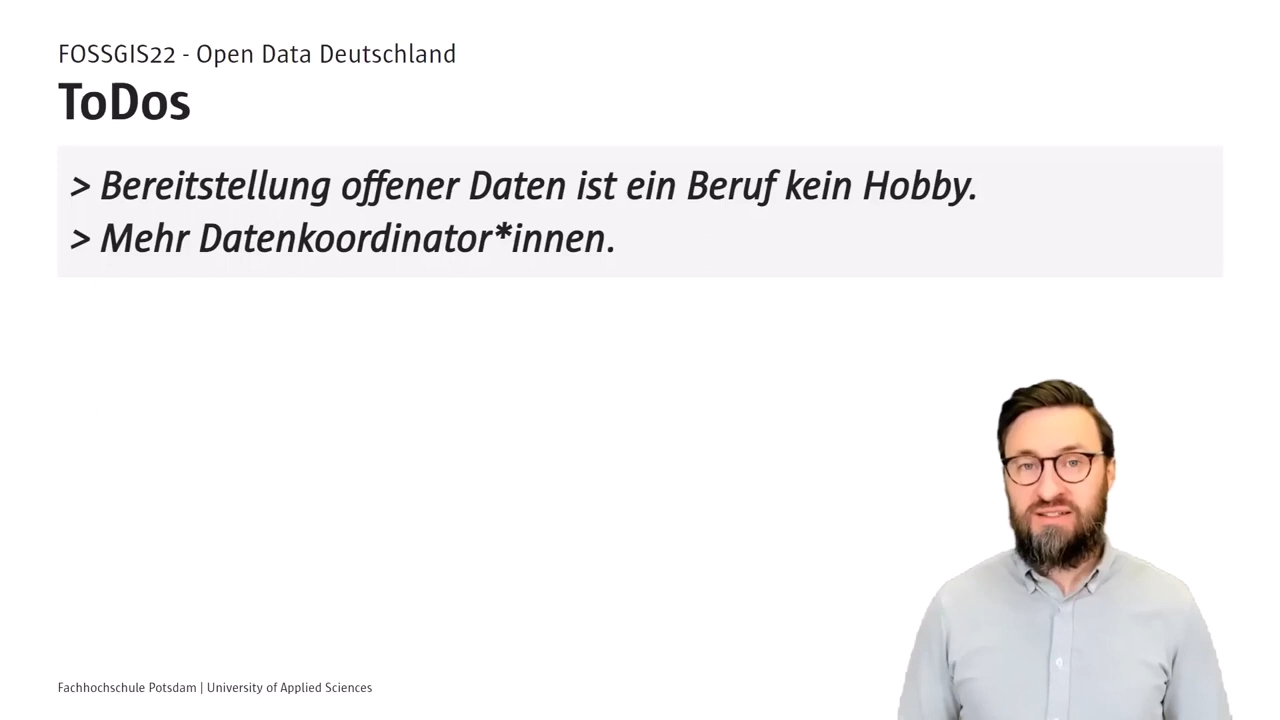 FOSSGIS22 - Open Data Deutschland
ToDos
> Bereitstellung offener Daten ist ein Beruf kein Hobby.
> Mehr Datenkoordinator*innen.
Fachhochschule Potsdam | University of Applied Sciences